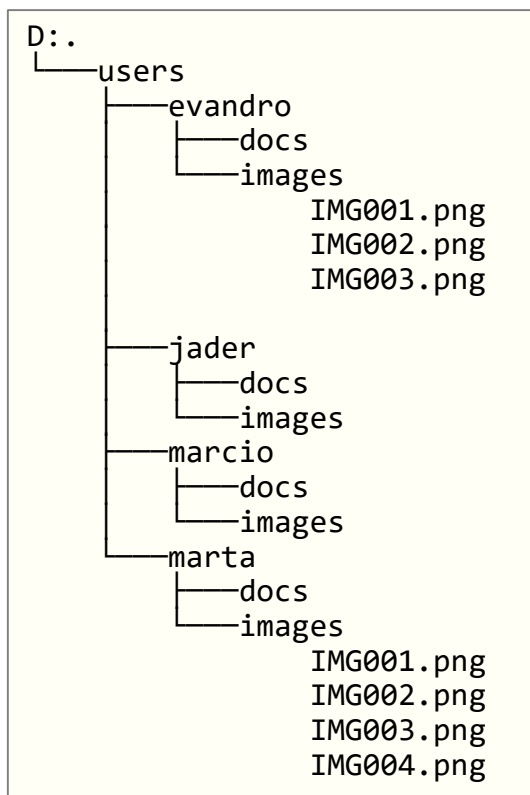 D:.
└───users
    ├───evandro
    │   ├───docs
    │   └───images
    │           IMG001.png
    │           IMG002.png
    │           IMG003.png
    │
    ├───jader
    │   ├───docs
    │   └───images
    ├───marcio
    │   ├───docs
    │   └───images
    └───marta
        ├───docs
        └───images
                IMG001.png
                IMG002.png
                IMG003.png
                IMG004.png